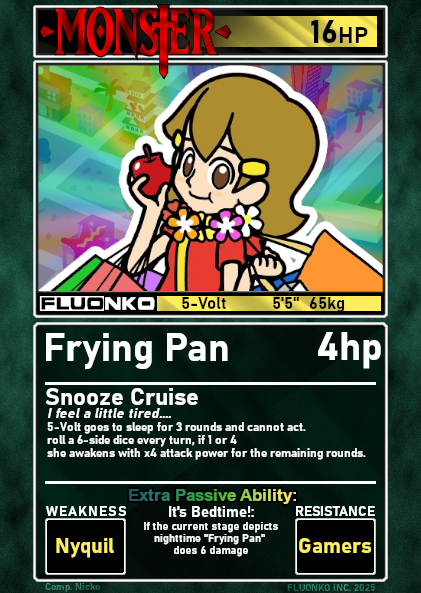 MONSTER
16HP
FLUONKO 5-Volt 5'5" 65kg
Frying Pan 4hp
Snooze Cruise
I feel a little tired....
5-Volt goes to sleep for 3 rounds and cannot act.
roll a 6-side dice every turn, if 1 or 4
she awakens with x4 attack power for the remaining rounds.
Extra Passive Ability:
WEAKNESS
Nyquil
It's Bedtime!:
If the current stage depicts
nighttime "Frying Pan"
does 6 damage
RESISTANCE
Gamers
Comp. Nicko FLUONKO INC. 2025